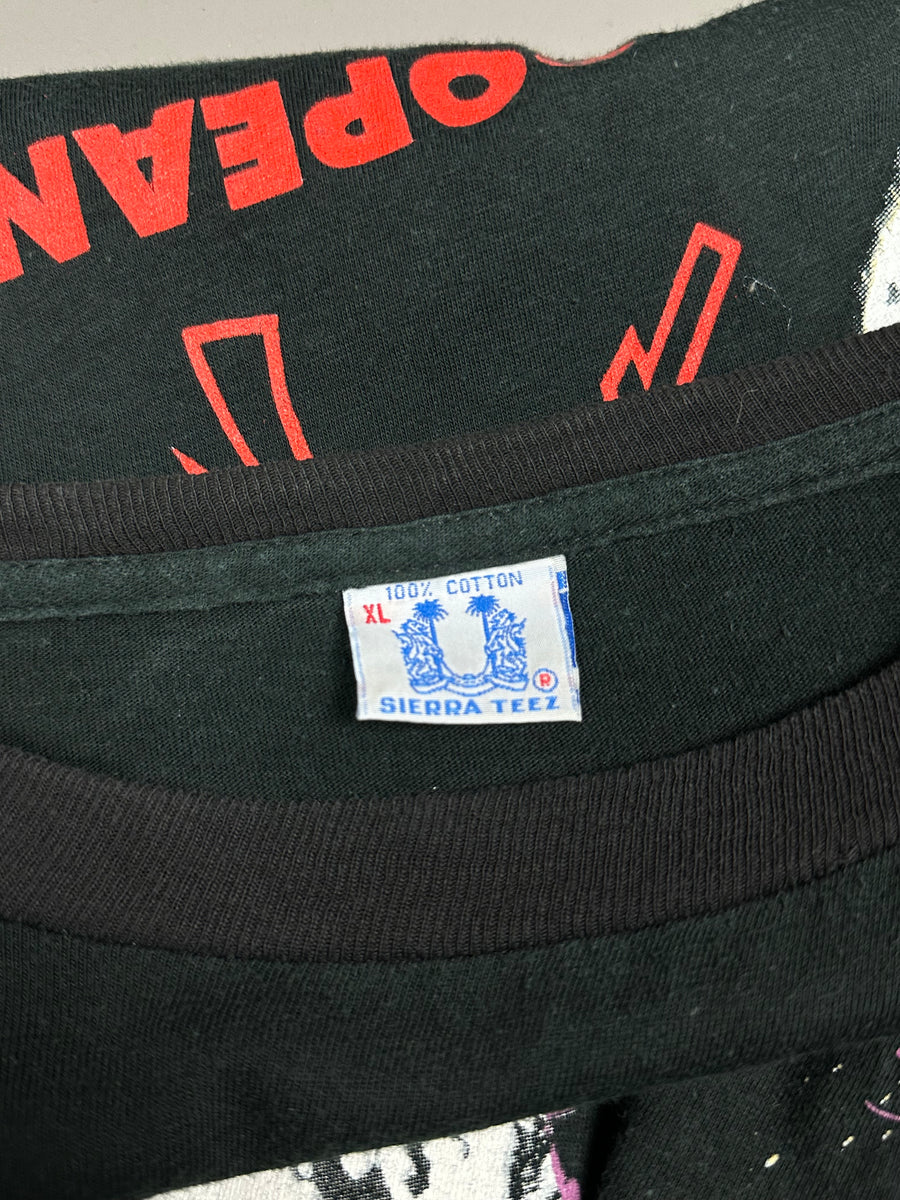 OPEAN
100% COTTON
XL
®
SIERRA TEEZ